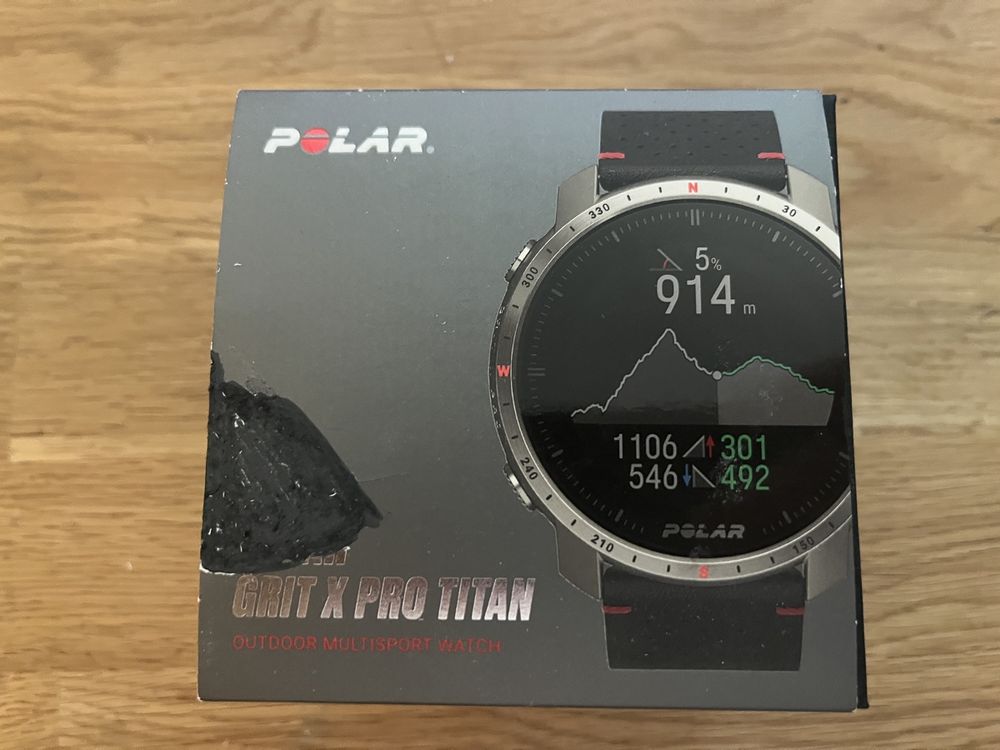 POLAR®
N
330
30
300
5%
914 m
W
1106 301
546 492
240
POLAR
210
150
S
GRIT X PRO TITAN
OUTDOOR MULTISPORT WATCH